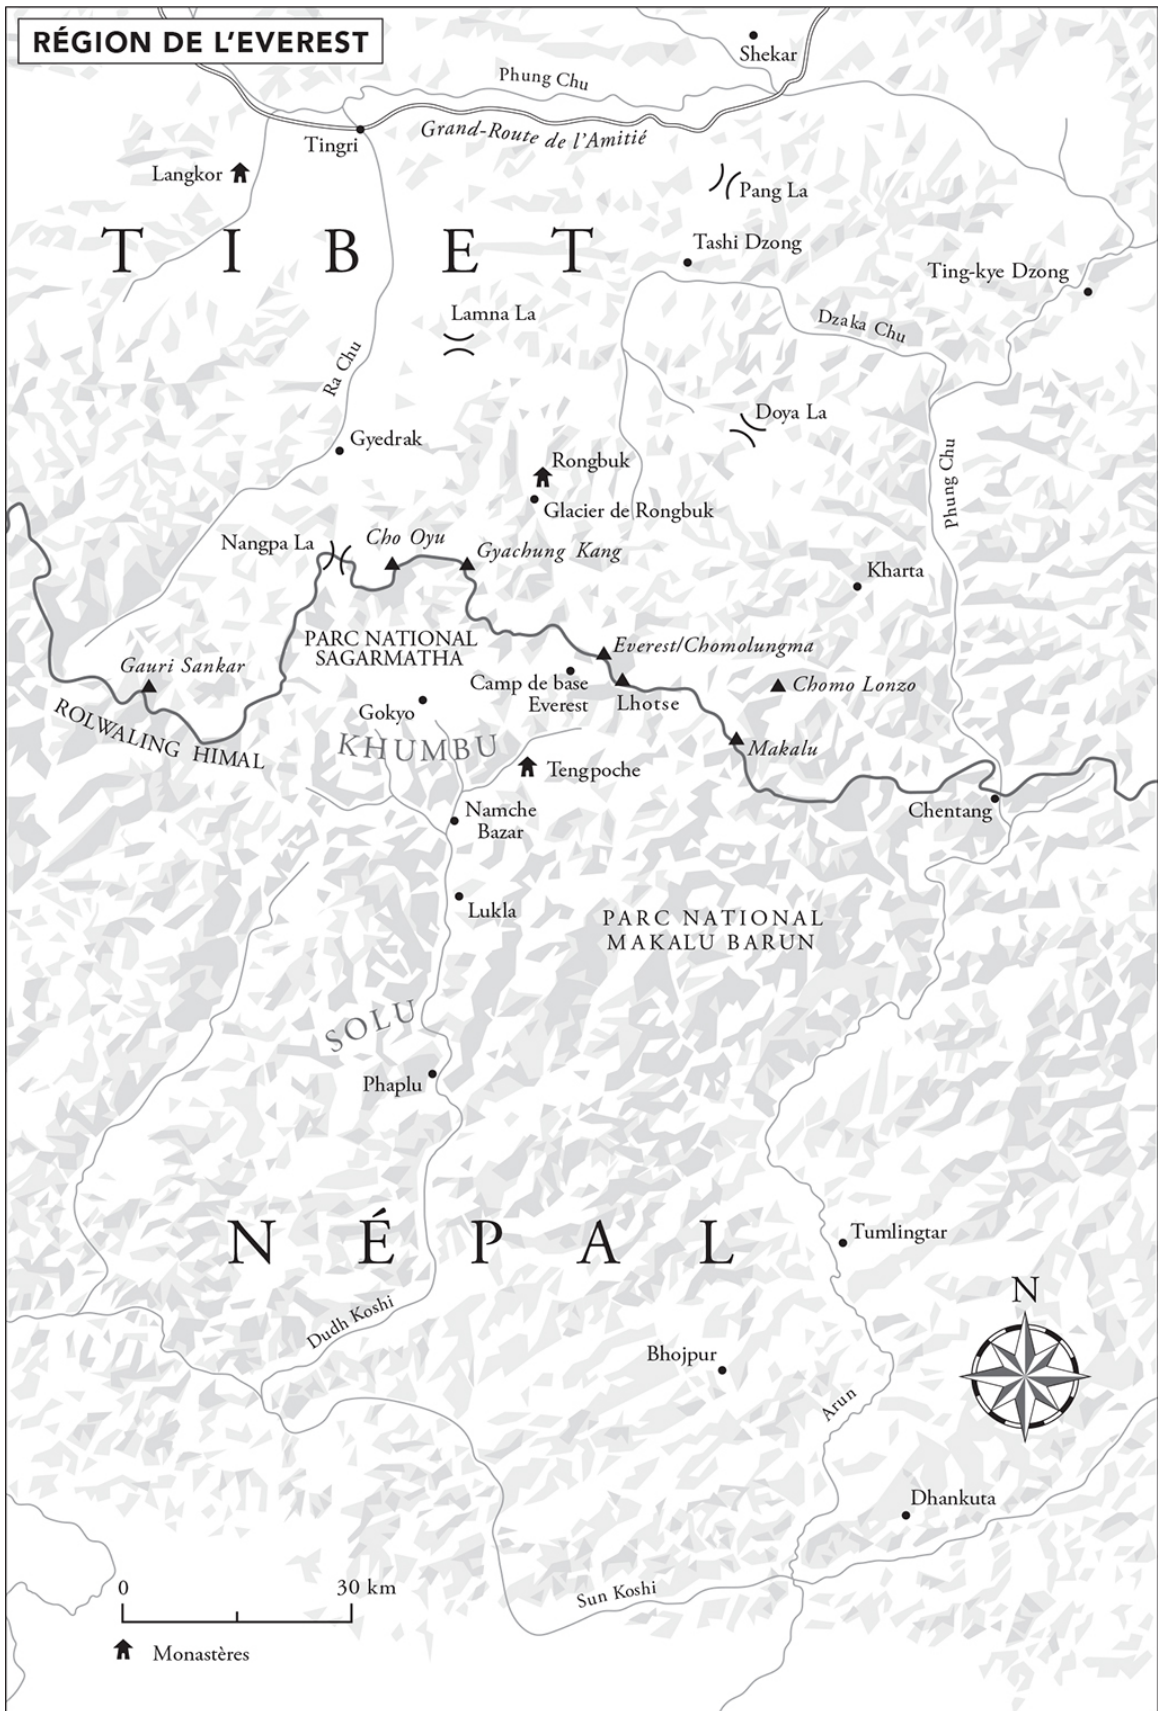 RÉGION DE L'EVEREST
Shekar
Phung Chu
Grand-Route de l'Amitié
Tingri
Langkor
Pang La
TIBET
Tashi Dzong
Ting-kye Dzong
Lamna La
Dzaka Chu
Ra Chu
Doya La
Gyedrak
Rongbuk
Phung Chu
Glacier de Rongbuk
Nangpa La
Cho Oyu
Gyachung Kang
Kharta
PARC NATIONAL
SAGARMATHA
Everest/Chomolungma
Gauri Sankar
Camp de base
Everest
Lhotse
Chomo Lonzo
Gokyo
ROLWALING HIMAL
KHUMBU
Makalu
Tengpoche
Namche
Bazar
Chentang
Lukla
PARC NATIONAL
MAKALU BARUN
SOLU
Phaplu
NÉPAL
Tumlingtar
N
Dudh Koshi
Bhojpur
Arun
Dhankuta
0 30 km
Sun Koshi
Monastères